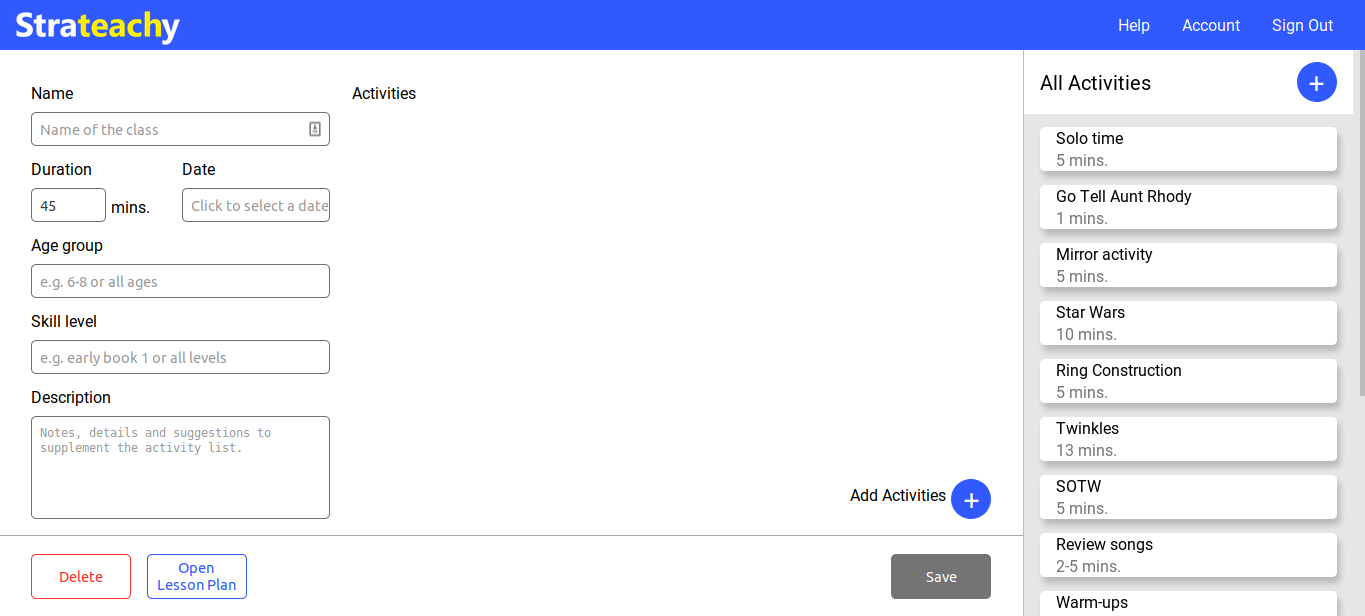 Strateachy
Help
Account
Sign Out
Name
Name of the class
Duration
Date
45
mins.
Click to select a date
Age group
e.g. 6-8 or all ages
Skill level
e.g. early book 1 or all levels
Description
Notes, details and suggestions to
supplement the activity list.
Activities
Add Activities
+
Delete
Open
Lesson Plan
Save
All Activities
+
Solo time
5 mins.
Go Tell Aunt Rhody
1 mins.
Mirror activity
5 mins.
Star Wars
10 mins.
Ring Construction
5 mins.
Twinkles
13 mins.
SOTW
5 mins.
Review songs
2-5 mins.
Warm-ups